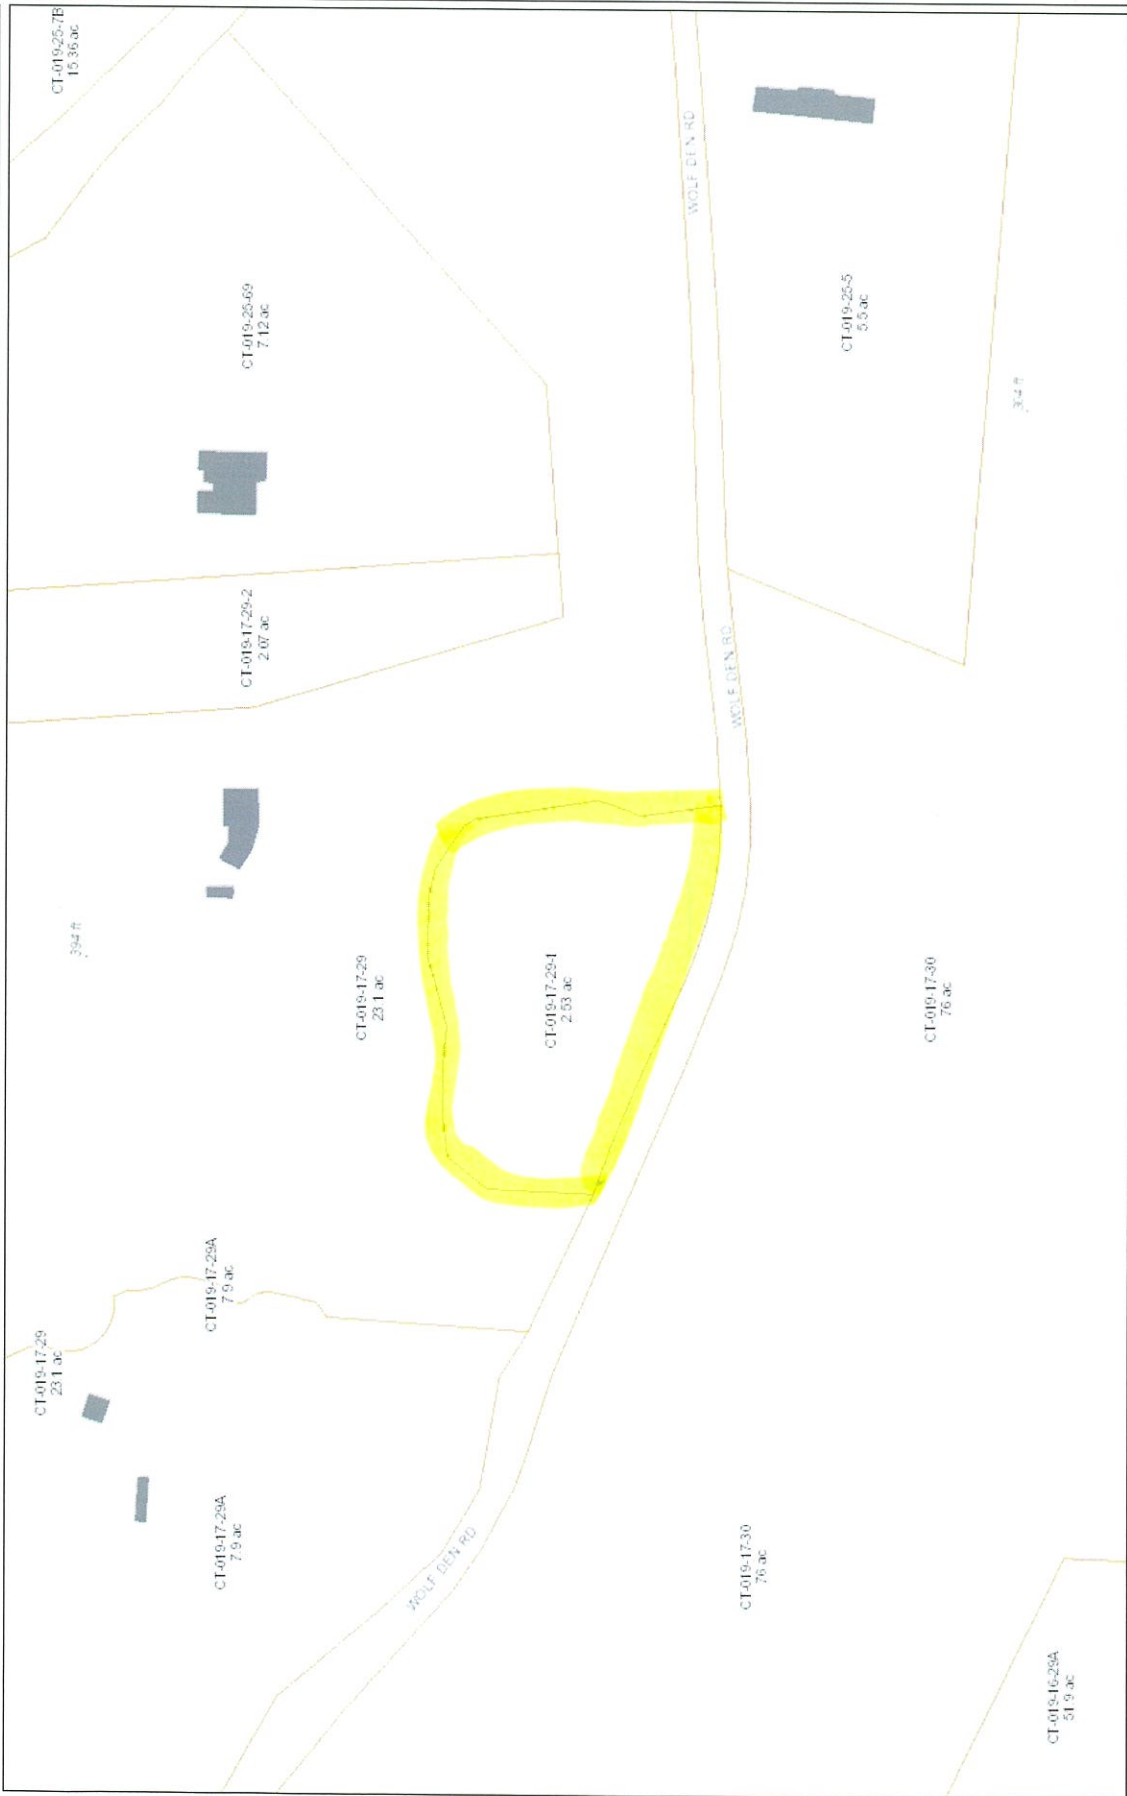 CT-019-25-7B
15.36 ac
CT-019-25-69
7.12 ac
WOLF DEN RD
CT-019-25-5
5.5 ac
304 ft
CT-019-17-29-2
2.07 ac
WOLF DEN RD
394 ft
CT-019-17-29
23.1 ac
CT-019-17-29-1
2.53 ac
CT-019-17-30
76 ac
CT-019-17-29A
7.9 ac
CT-019-17-29
23.1 ac
CT-019-17-29A
7.9 ac
WOLF DEN RD
CT-019-17-30
76 ac
CT-019-16-29A
51.9 ac